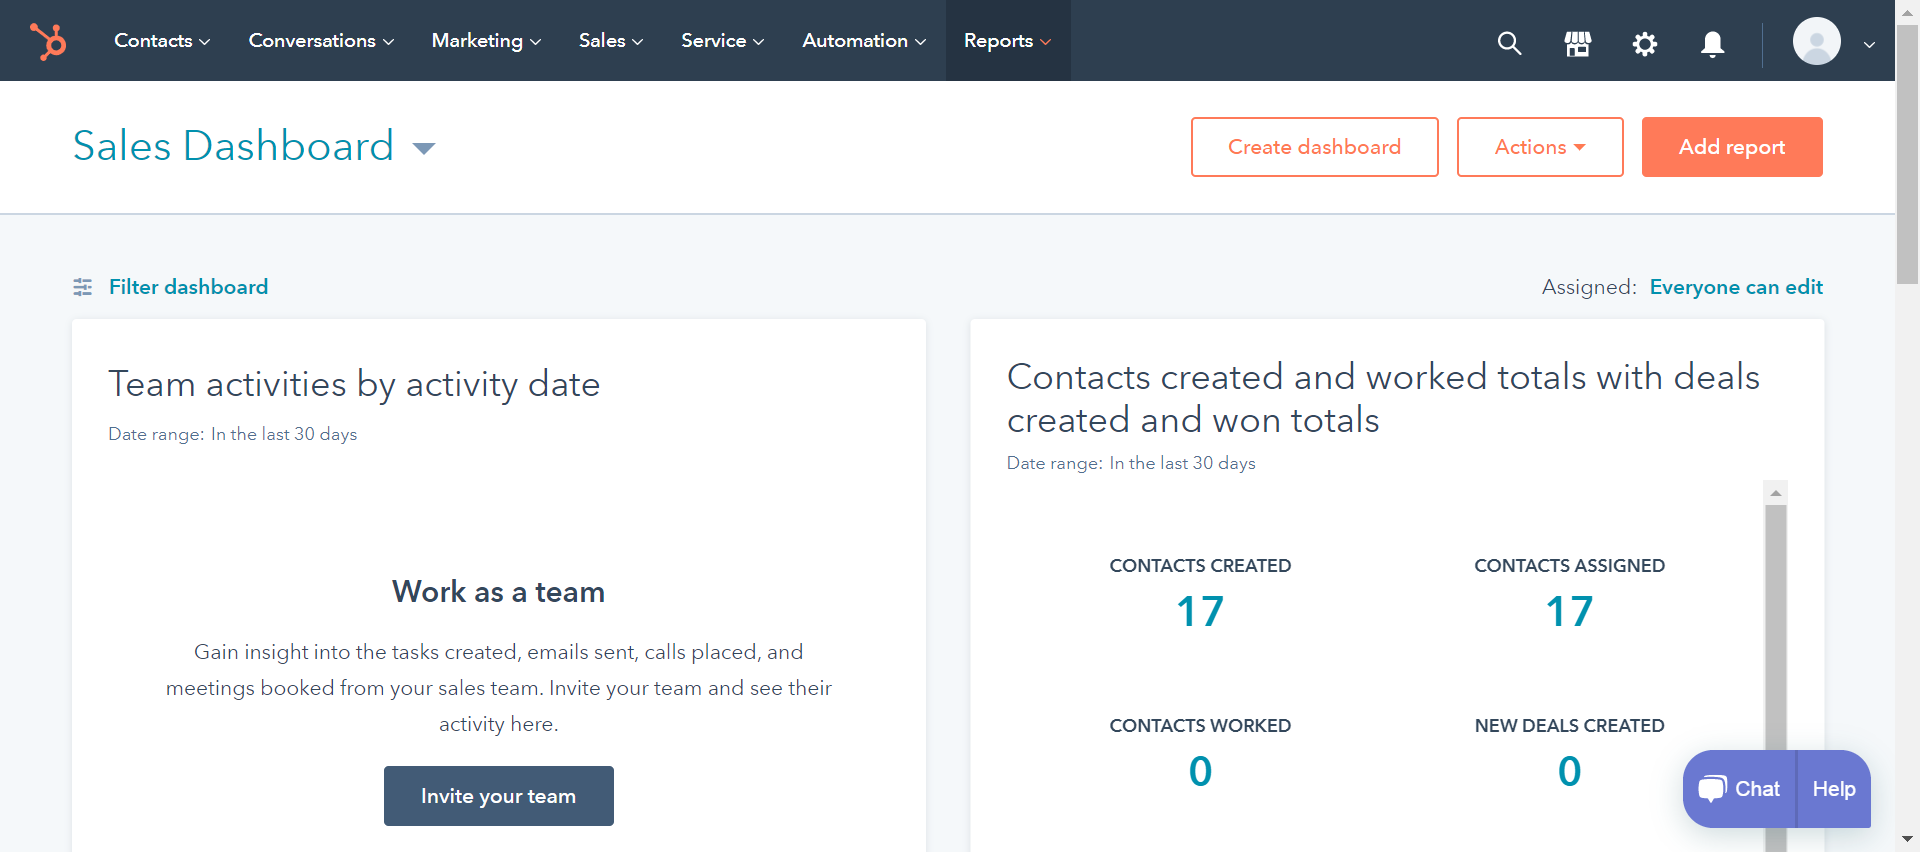 Contacts
Conversations
Marketing
Sales
Service
Automation
Reports
Sales Dashboard
Create dashboard
Actions
Add report
Filter dashboard
Assigned: Everyone can edit
Team activities by activity date
Date range: In the last 30 days
Work as a team
Gain insight into the tasks created, emails sent, calls placed, and
meetings booked from your sales team. Invite your team and see their
activity here.
Invite your team
Contacts created and worked totals with deals
created and won totals
Date range: In the last 30 days
CONTACTS CREATED
17
CONTACTS ASSIGNED
17
CONTACTS WORKED
0
NEW DEALS CREATED
0
Chat
Help